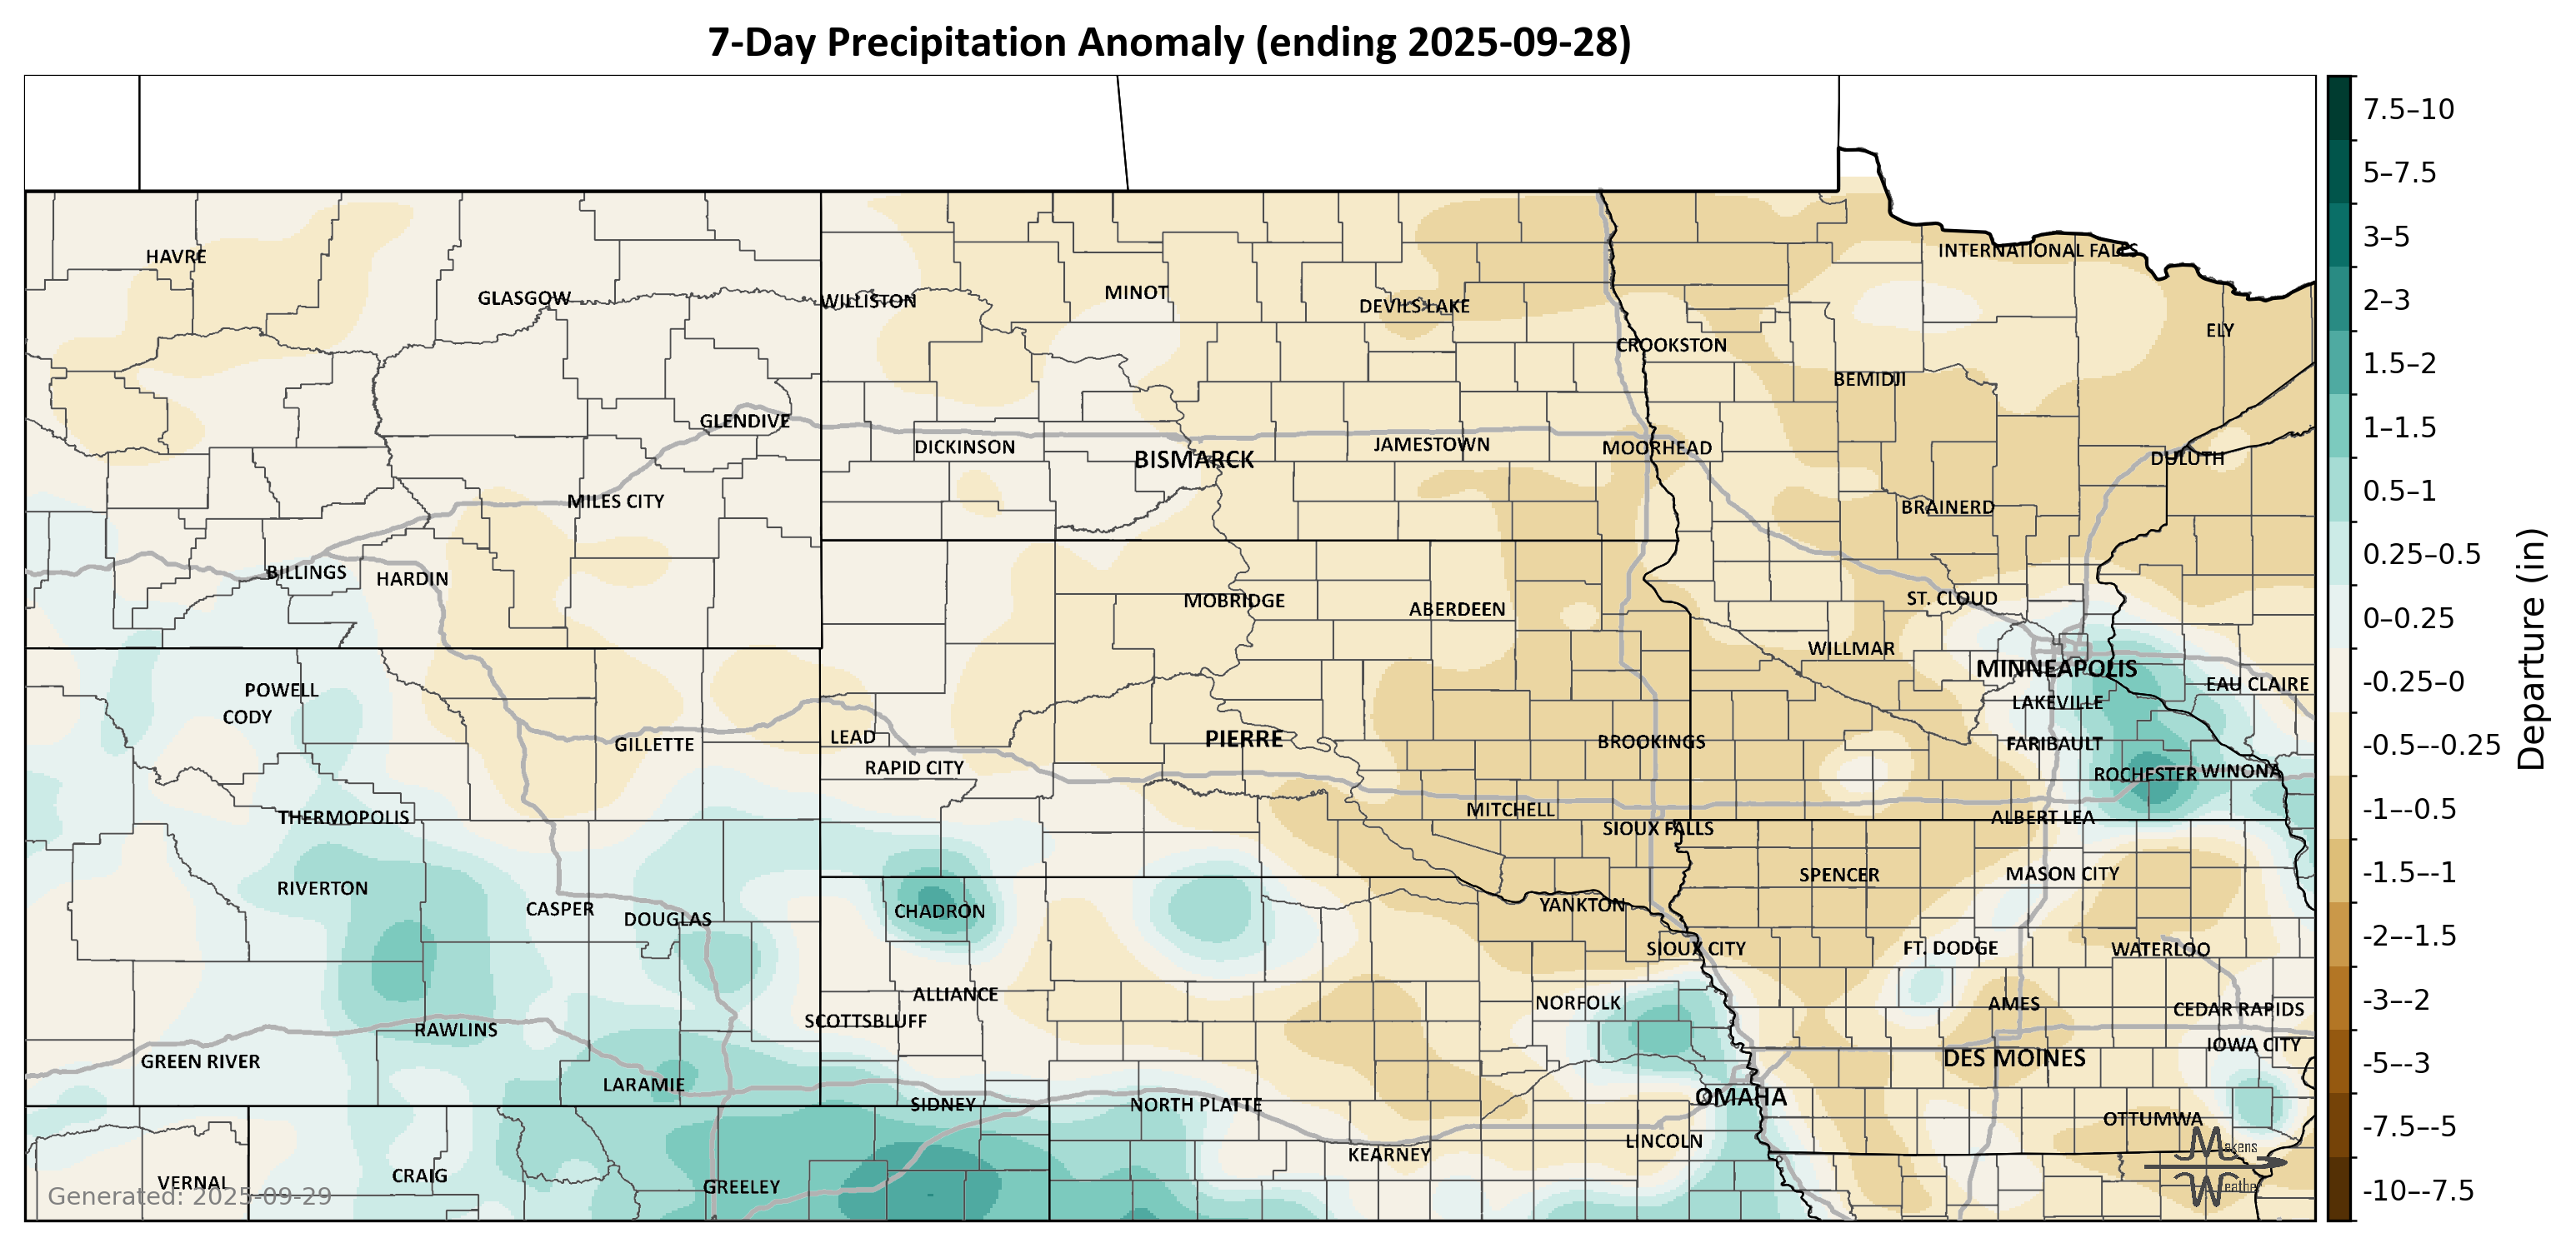 7-Day Precipitation Anomaly (ending 2025-09-28)
HAVRE
GLASGOW
WILLISTON
MINOT
DEVILS LAKE
CROOKSTON
INTERNATIONAL FALLS
ELY
BEMIDJI
GLENDIVE
DICKINSON
BISMARCK
JAMESTOWN
MOORHEAD
DULUTH
MILES CITY
BRAINERD
BILLINGS
HARDIN
MOBRIDGE
ABERDEEN
ST. CLOUD
WILLMAR
MINNEAPOLIS
EAU CLAIRE
POWELL
CODY
LAKEVILLE
GILLETTE
LEAD
RAPID CITY
PIERRE
BROOKINGS
FARIBAULT
ROCHESTER
WINONA
THERMOPOLIS
MITCHELL
SIOUX FALLS
ALBERT LEA
RIVERTON
CASPER
DOUGLAS
CHADRON
YANKTON
SPENCER
MASON CITY
SIOUX CITY
FT. DODGE
WATERLOO
ALLIANCE
SCOTTSBLUFF
NORFOLK
AMES
CEDAR RAPIDS
RAWLINS
GREEN RIVER
LARAMIE
DES MOINES
IOWA CITY
SIDNEY
NORTH PLATTE
OMAHA
OTTUMWA
LINCOLN
KEARNEY
VERNAL
CRAIG
GREELEY
Generated: 2025-09-29
Makens
Weather
7.5–10
5–7.5
3–5
2–3
1.5–2
1–1.5
0.5–1
0.25–0.5
0–0.25
-0.25–0
-0.5–-0.25
-1–-0.5
-1.5–-1
-2–-1.5
-3–-2
-5–-3
-7.5–-5
-10–-7.5
Departure (in)